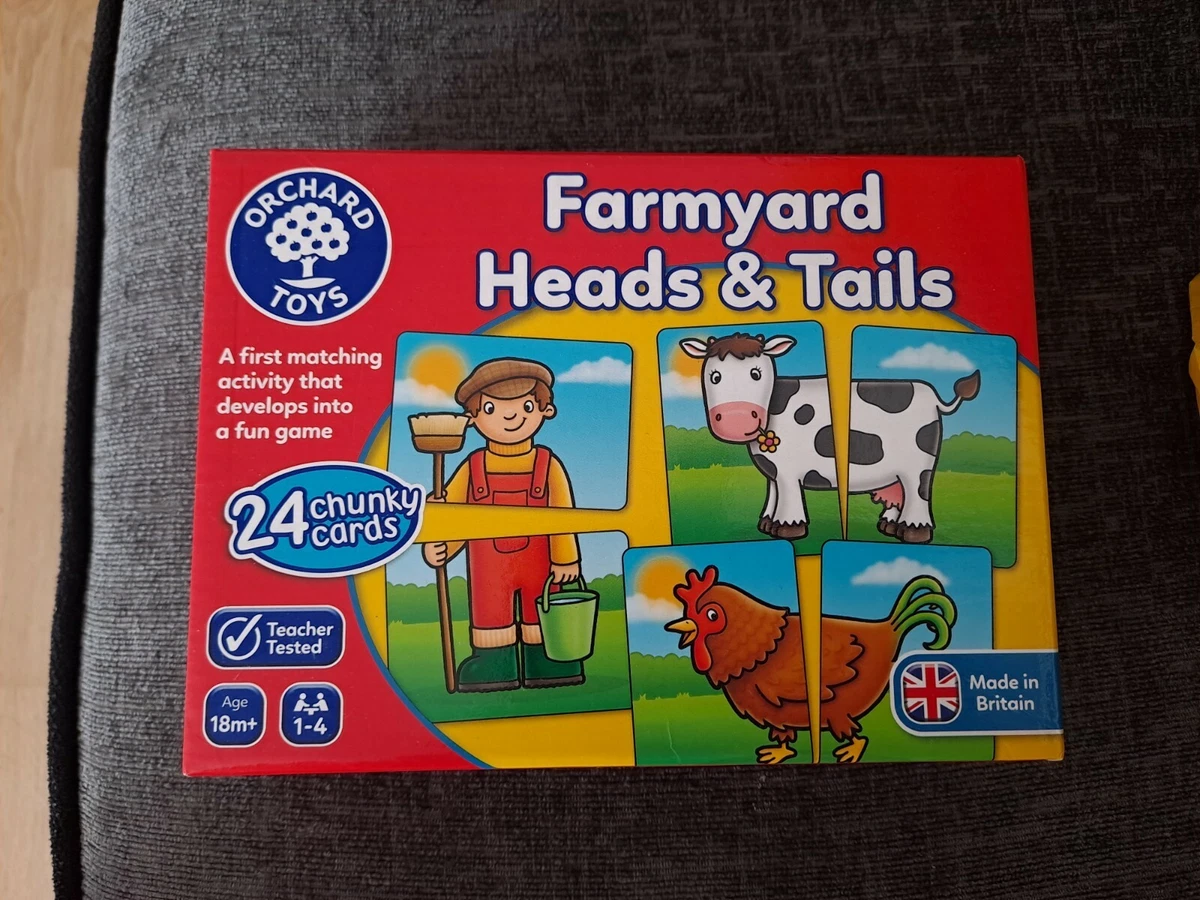 ORCHARD
TOYS
Farmyard
Heads & Tails
A first matching
activity that
develops into
a fun game
24 chunky
cards
Teacher
Tested
Age
18m+
1-4
Made in
Britain